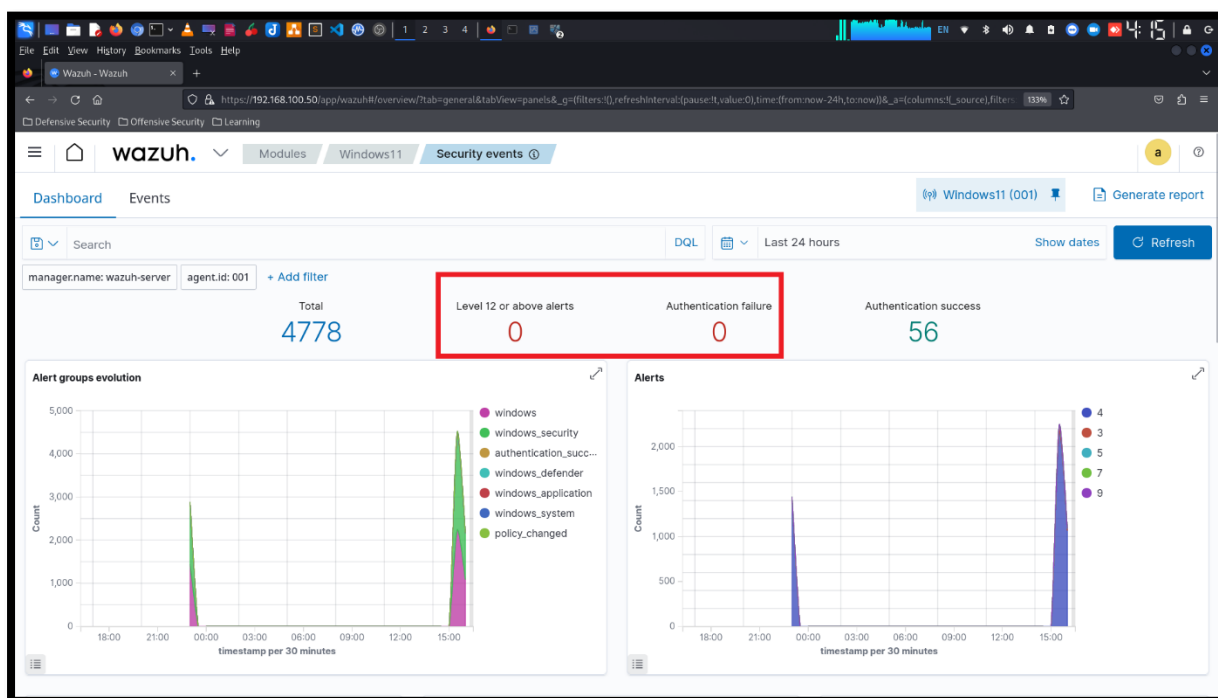 1 2 3 4
EN
4:15
File Edit View History Bookmarks Tools Help
Wazuh - Wazuh
https://192.168.100.50/app/wazuh#/overview/?tab=general&tabView=panels&_g=(filters:!(),refreshInterval:(pause:!t,value:0),time:(from:now-24h,to:now))&_a=(columns:!(_source),filters
133%
Defensive Security Offensive Security Learning
wazuh. Modules Windows11 Security events
a
Dashboard Events
Windows11 (001) Generate report
Search DQL Last 24 hours Show dates Refresh
manager.name: wazuh-server agent.id: 001 + Add filter
Total
4778
Level 12 or above alerts
0
Authentication failure
0
Authentication success
56
Alert groups evolution
5,000
4,000
3,000
2,000
1,000
0
Count
18:00 21:00 00:00 03:00 06:00 09:00 12:00 15:00
timestamp per 30 minutes
windows
windows_security
authentication_succ...
windows_defender
windows_application
windows_system
policy_changed
Alerts
2,000
1,500
1,000
500
0
Count
18:00 21:00 00:00 03:00 06:00 09:00 12:00 15:00
timestamp per 30 minutes
4
3
5
7
9